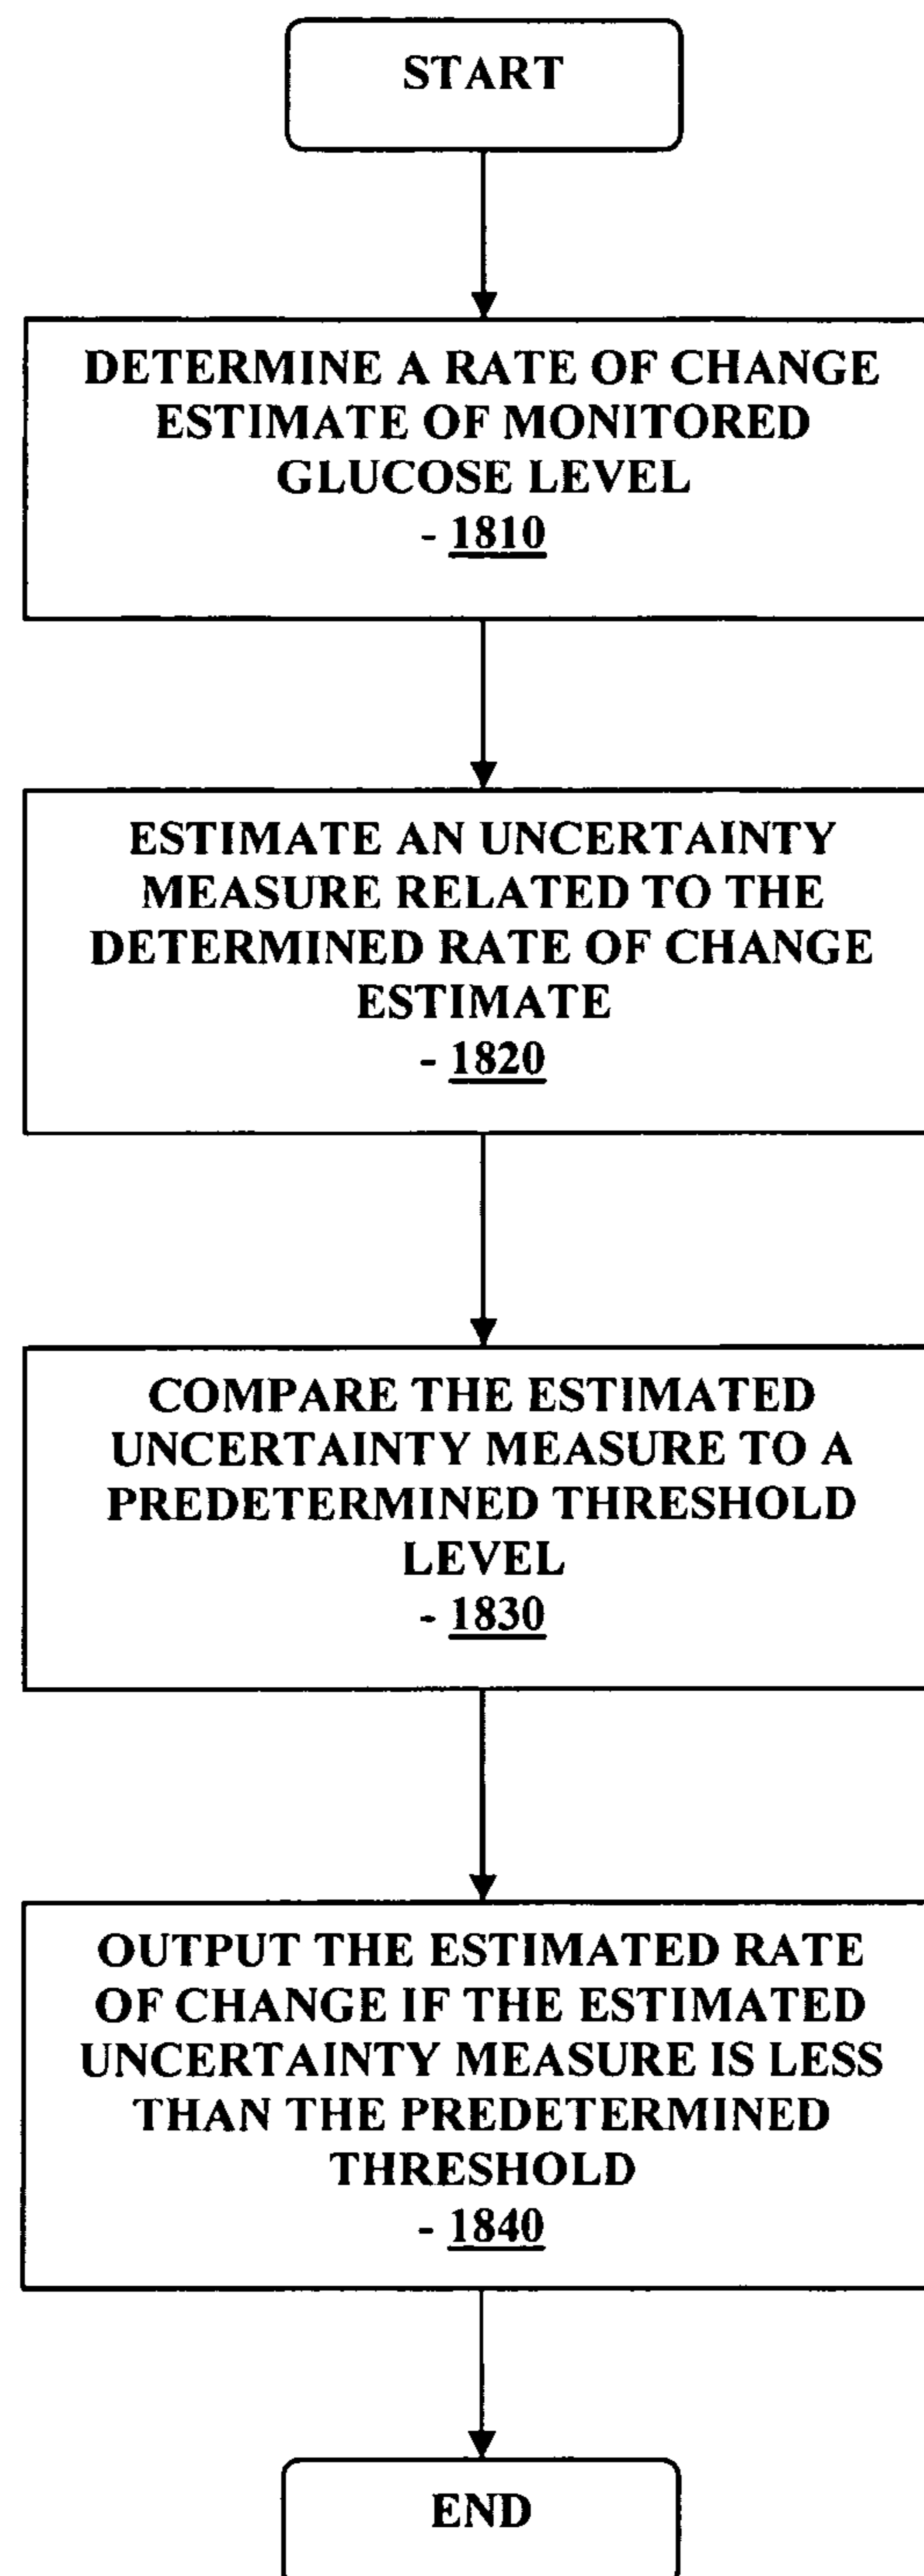 START
DETERMINE A RATE OF CHANGE
ESTIMATE OF MONITORED
GLUCOSE LEVEL
- 1810
ESTIMATE AN UNCERTAINTY
MEASURE RELATED TO THE
DETERMINED RATE OF CHANGE
ESTIMATE
- 1820
COMPARE THE ESTIMATED
UNCERTAINTY MEASURE TO A
PREDETERMINED THRESHOLD
LEVEL
- 1830
OUTPUT THE ESTIMATED RATE
OF CHANGE IF THE ESTIMATED
UNCERTAINTY MEASURE IS LESS
THAN THE PREDETERMINED
THRESHOLD
- 1840
END